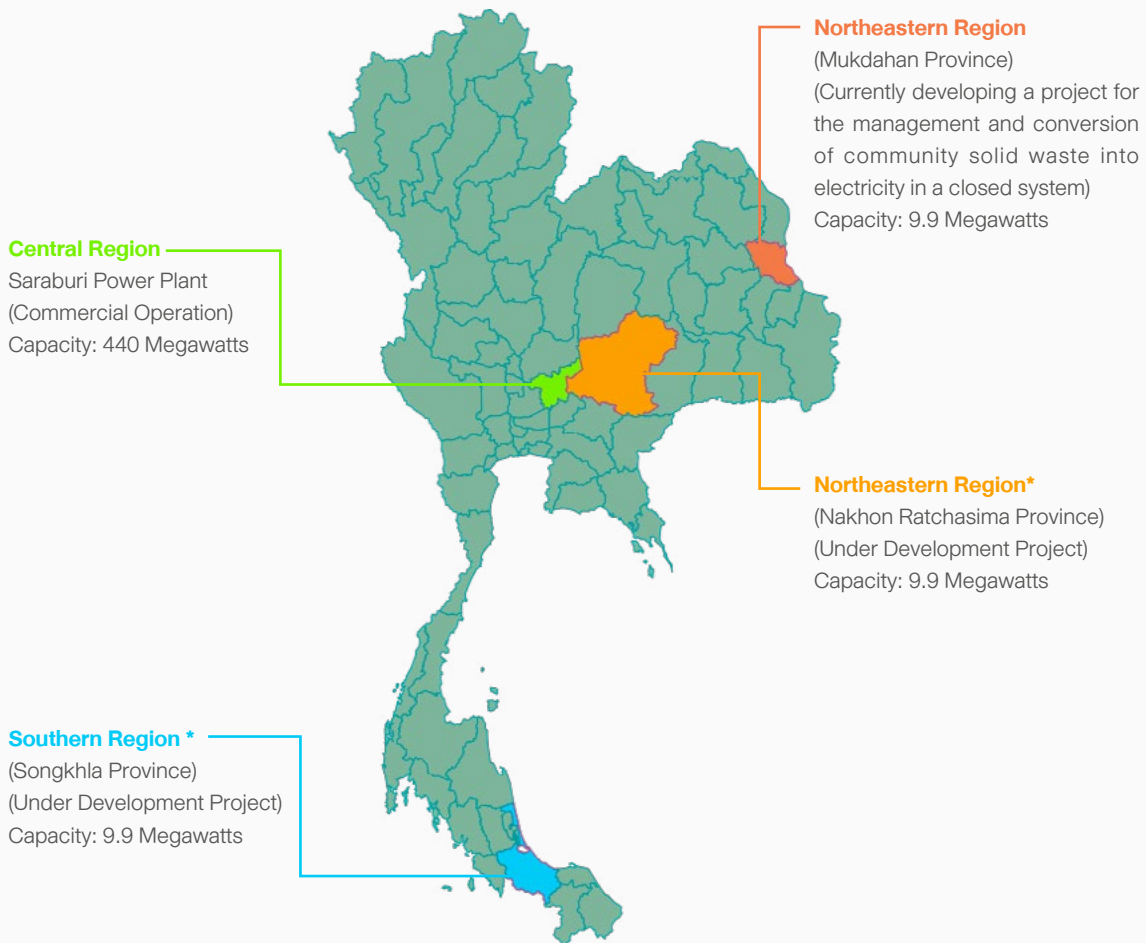 Northeastern Region
(Mukdahan Province)
(Currently developing a project for
the management and conversion
of community solid waste into
electricity in a closed system)
Capacity: 9.9 Megawatts
Central Region
Saraburi Power Plant
(Commercial Operation)
Capacity: 440 Megawatts
Northeastern Region*
(Nakhon Ratchasima Province)
(Under Development Project)
Capacity: 9.9 Megawatts
Southern Region *
(Songkhla Province)
(Under Development Project)
Capacity: 9.9 Megawatts